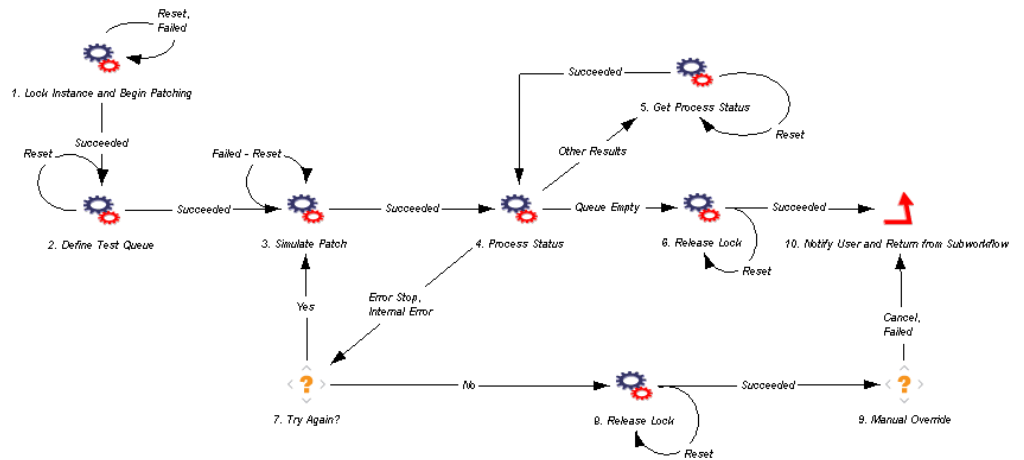 Reset,
Failed
1. Lock Instance and Begin Patching
Succeeded
5. Get Process Status
Reset
Succeeded
Reset
Failed - Reset
Other Results
Succeeded
Succeeded
Queue Empty
Succeeded
2. Define Test Queue
3. Simulate Patch
4. Process Status
6. Release Lock
10. Notify User and Return from Subworkflow
Reset
Yes
Error Stop,
Internal Error
Cancel,
Failed
No
Succeeded
7. Try Again?
8. Release Lock
9. Manual Override
Reset